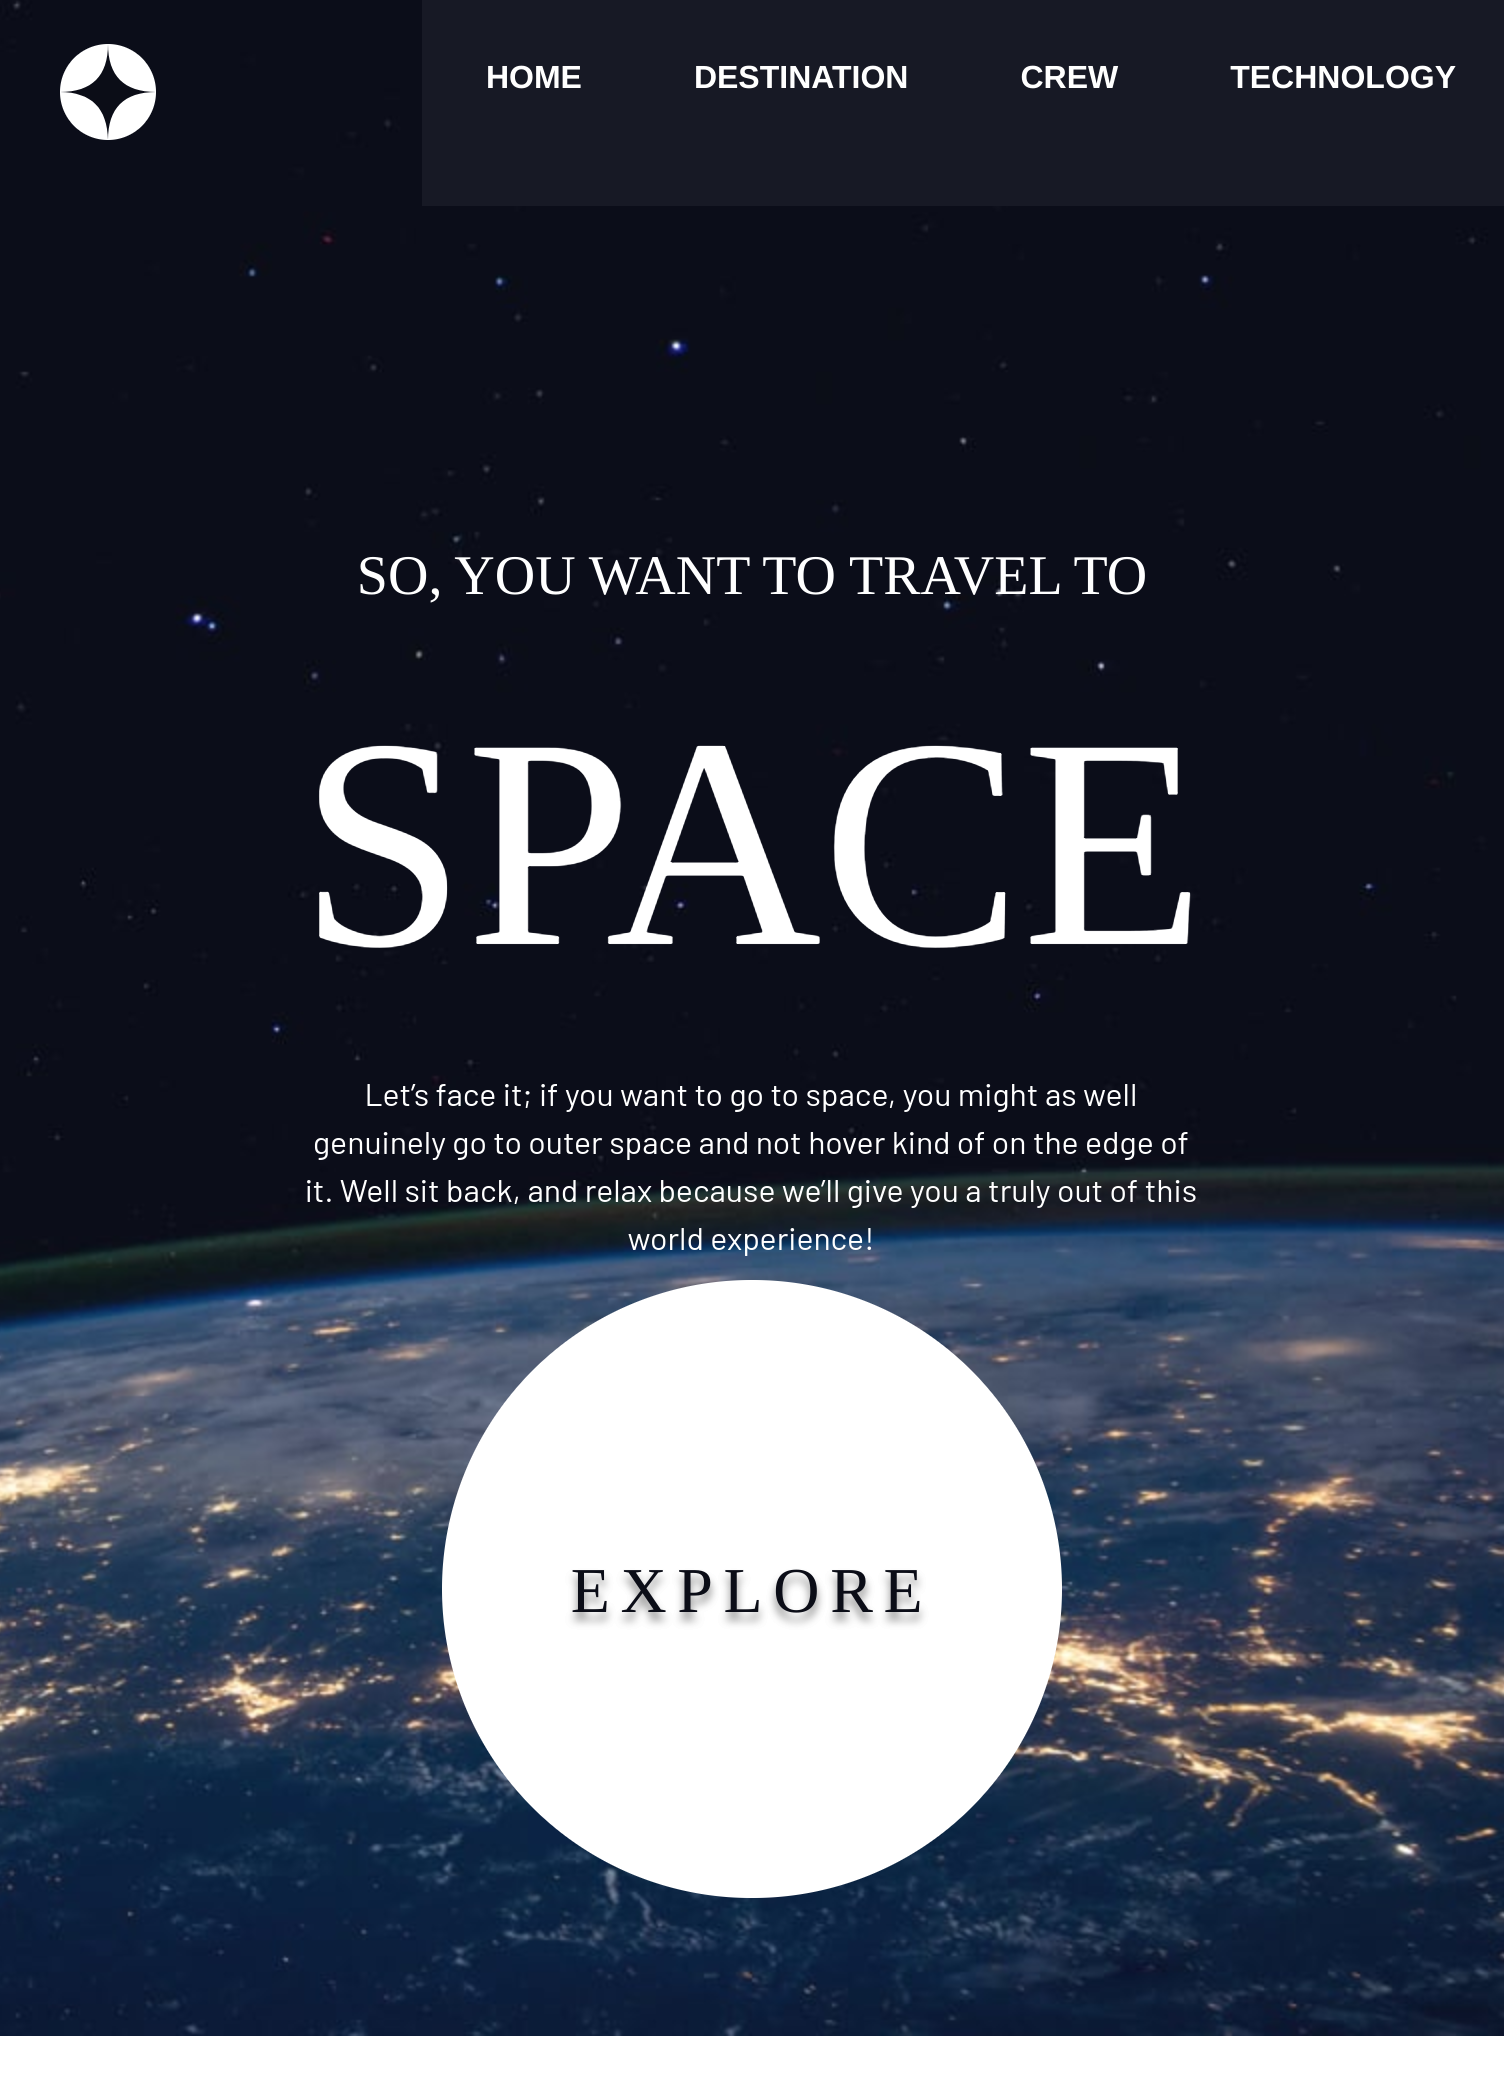 HOME DESTINATION CREW TECHNOLOGY
SO, YOU WANT TO TRAVEL TO
SPACE
Let’s face it; if you want to go to space, you might as well
genuinely go to outer space and not hover kind of on the edge of
it. Well sit back, and relax because we’ll give you a truly out of this
world experience!
EXPLORE